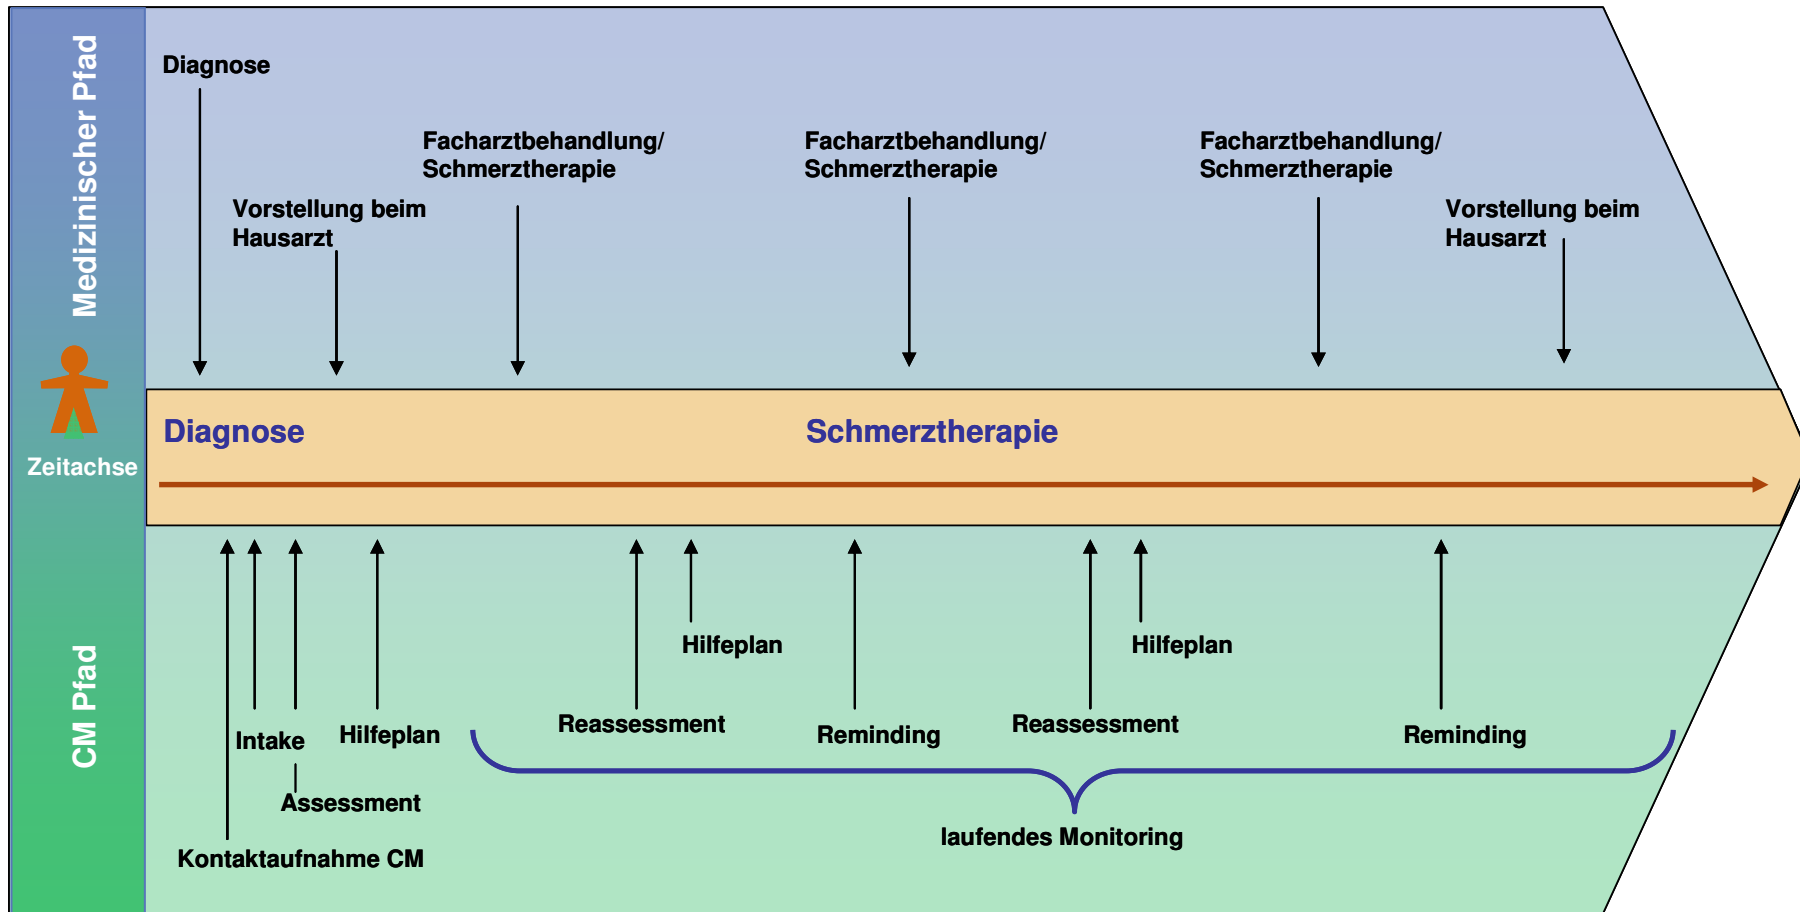 Medizinischer Pfad
Diagnose
Facharztbehandlung/
Schmerztherapie
Facharztbehandlung/
Schmerztherapie
Facharztbehandlung/
Schmerztherapie
Vorstellung beim
Hausarzt
Vorstellung beim
Hausarzt
Zeitachse
Diagnose
Schmerztherapie
CM Pfad
Hilfeplan
Hilfeplan
Intake
Hilfeplan
Reassessment
Reminding
Reassessment
Reminding
Assessment
laufendes Monitoring
Kontaktaufnahme CM